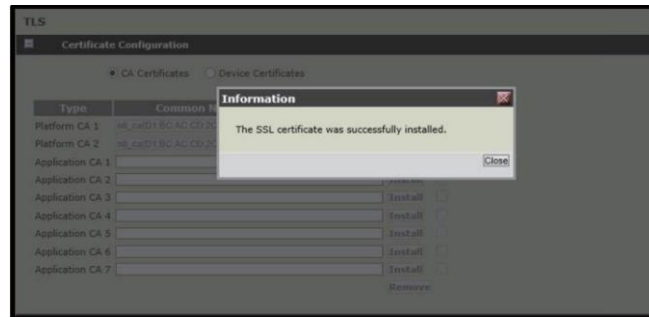 TLS
Certificate Configuration
CA Certificates Device Certificates
Type Common N
Information
The SSL certificate was successfully installed.
Close
Platform CA 1
Platform CA 2
Application CA 1
Application CA 2 Install
Application CA 3 Install
Application CA 4 Install
Application CA 5 Install
Application CA 6 Install
Application CA 7 Install
Remove